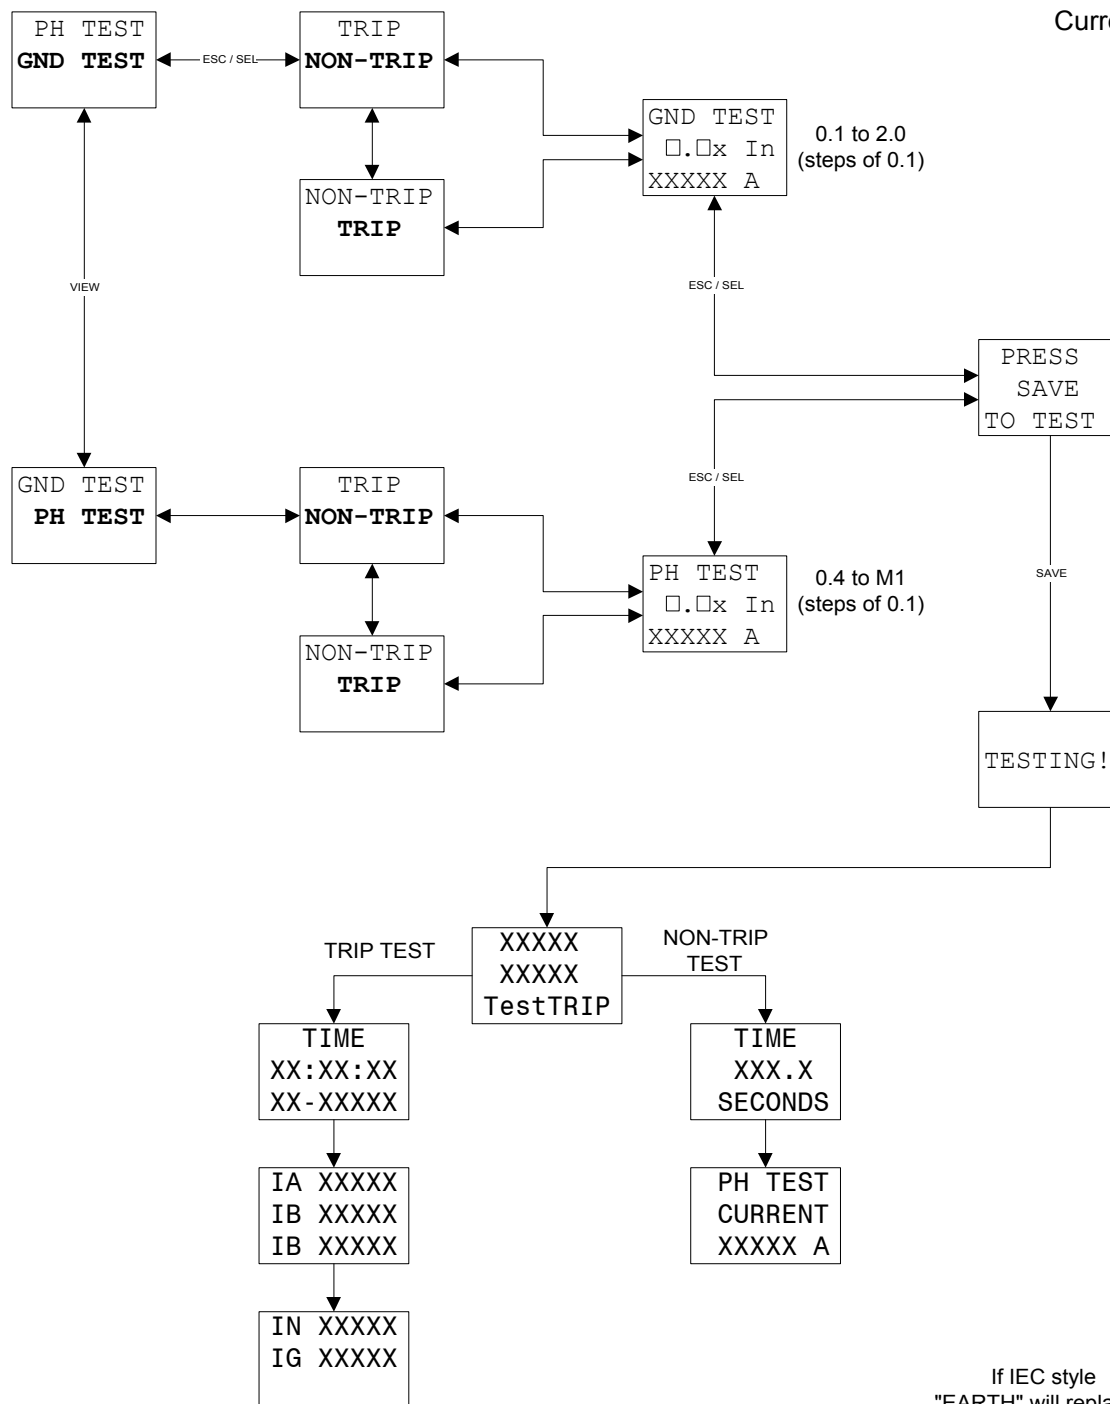 Curre
PH TEST
GND TEST
ESC / SEL
TRIP
NON-TRIP
NON-TRIP
TRIP
GND TEST
□.□x In
XXXXX A
0.1 to 2.0
(steps of 0.1)
VIEW
ESC / SEL
PRESS
SAVE
TO TEST
GND TEST
PH TEST
TRIP
NON-TRIP
NON-TRIP
TRIP
ESC / SEL
PH TEST
□.□x In
XXXXX A
0.4 to M1
(steps of 0.1)
SAVE
TESTING!
TRIP TEST
XXXXX
XXXXX
TestTRIP
NON-TRIP
TEST
TIME
XX:XX:XX
XX-XXXXX
TIME
XXX.X
SECONDS
IA XXXXX
IB XXXXX
IB XXXXX
PH TEST
CURRENT
XXXXX A
IN XXXXX
IG XXXXX
If IEC style
"EARTH" will repla